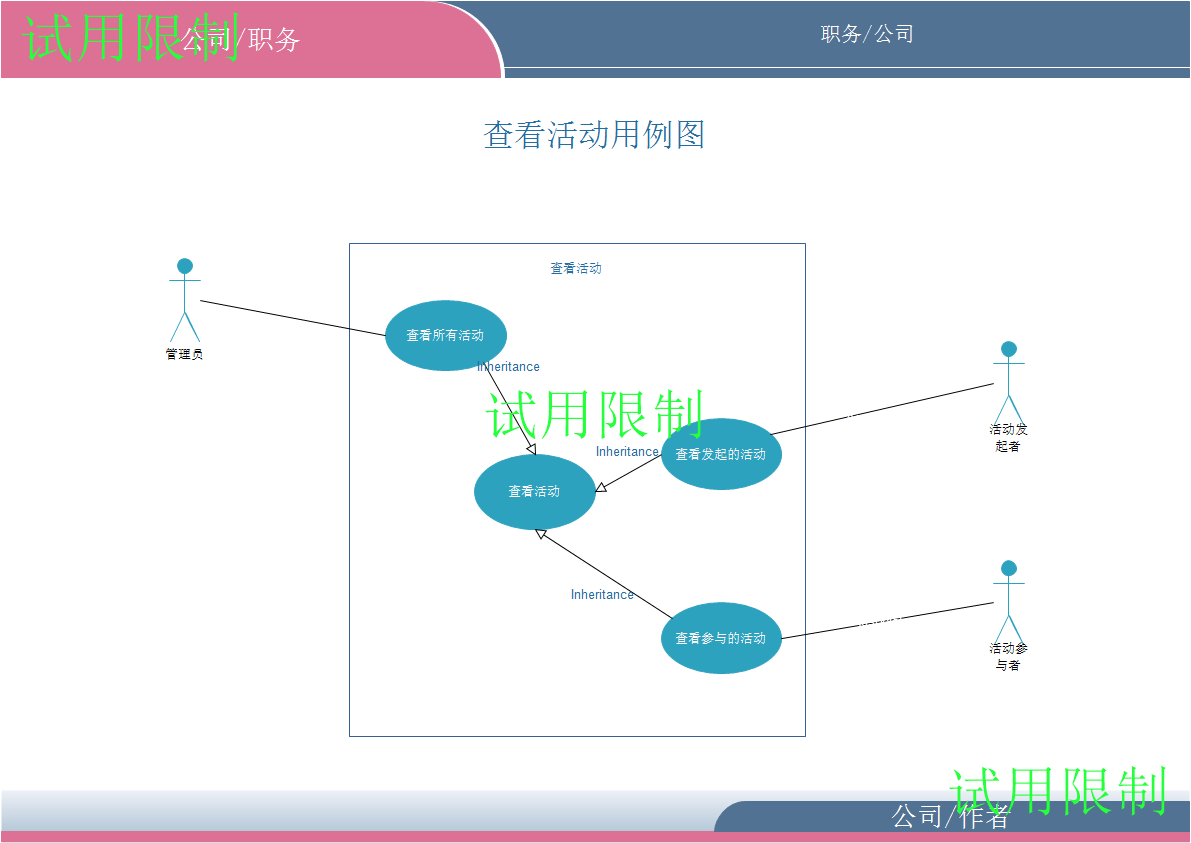 试用限制
公司/职务
职务/公司
查看活动用例图
查看活动
查看所有活动
管理员
Inheritance
试用限制
活动发
起者
Inheritance
查看发起的活动
查看活动
Inheritance
查看参与的活动
活动参
与者
试用限制
公司/作者